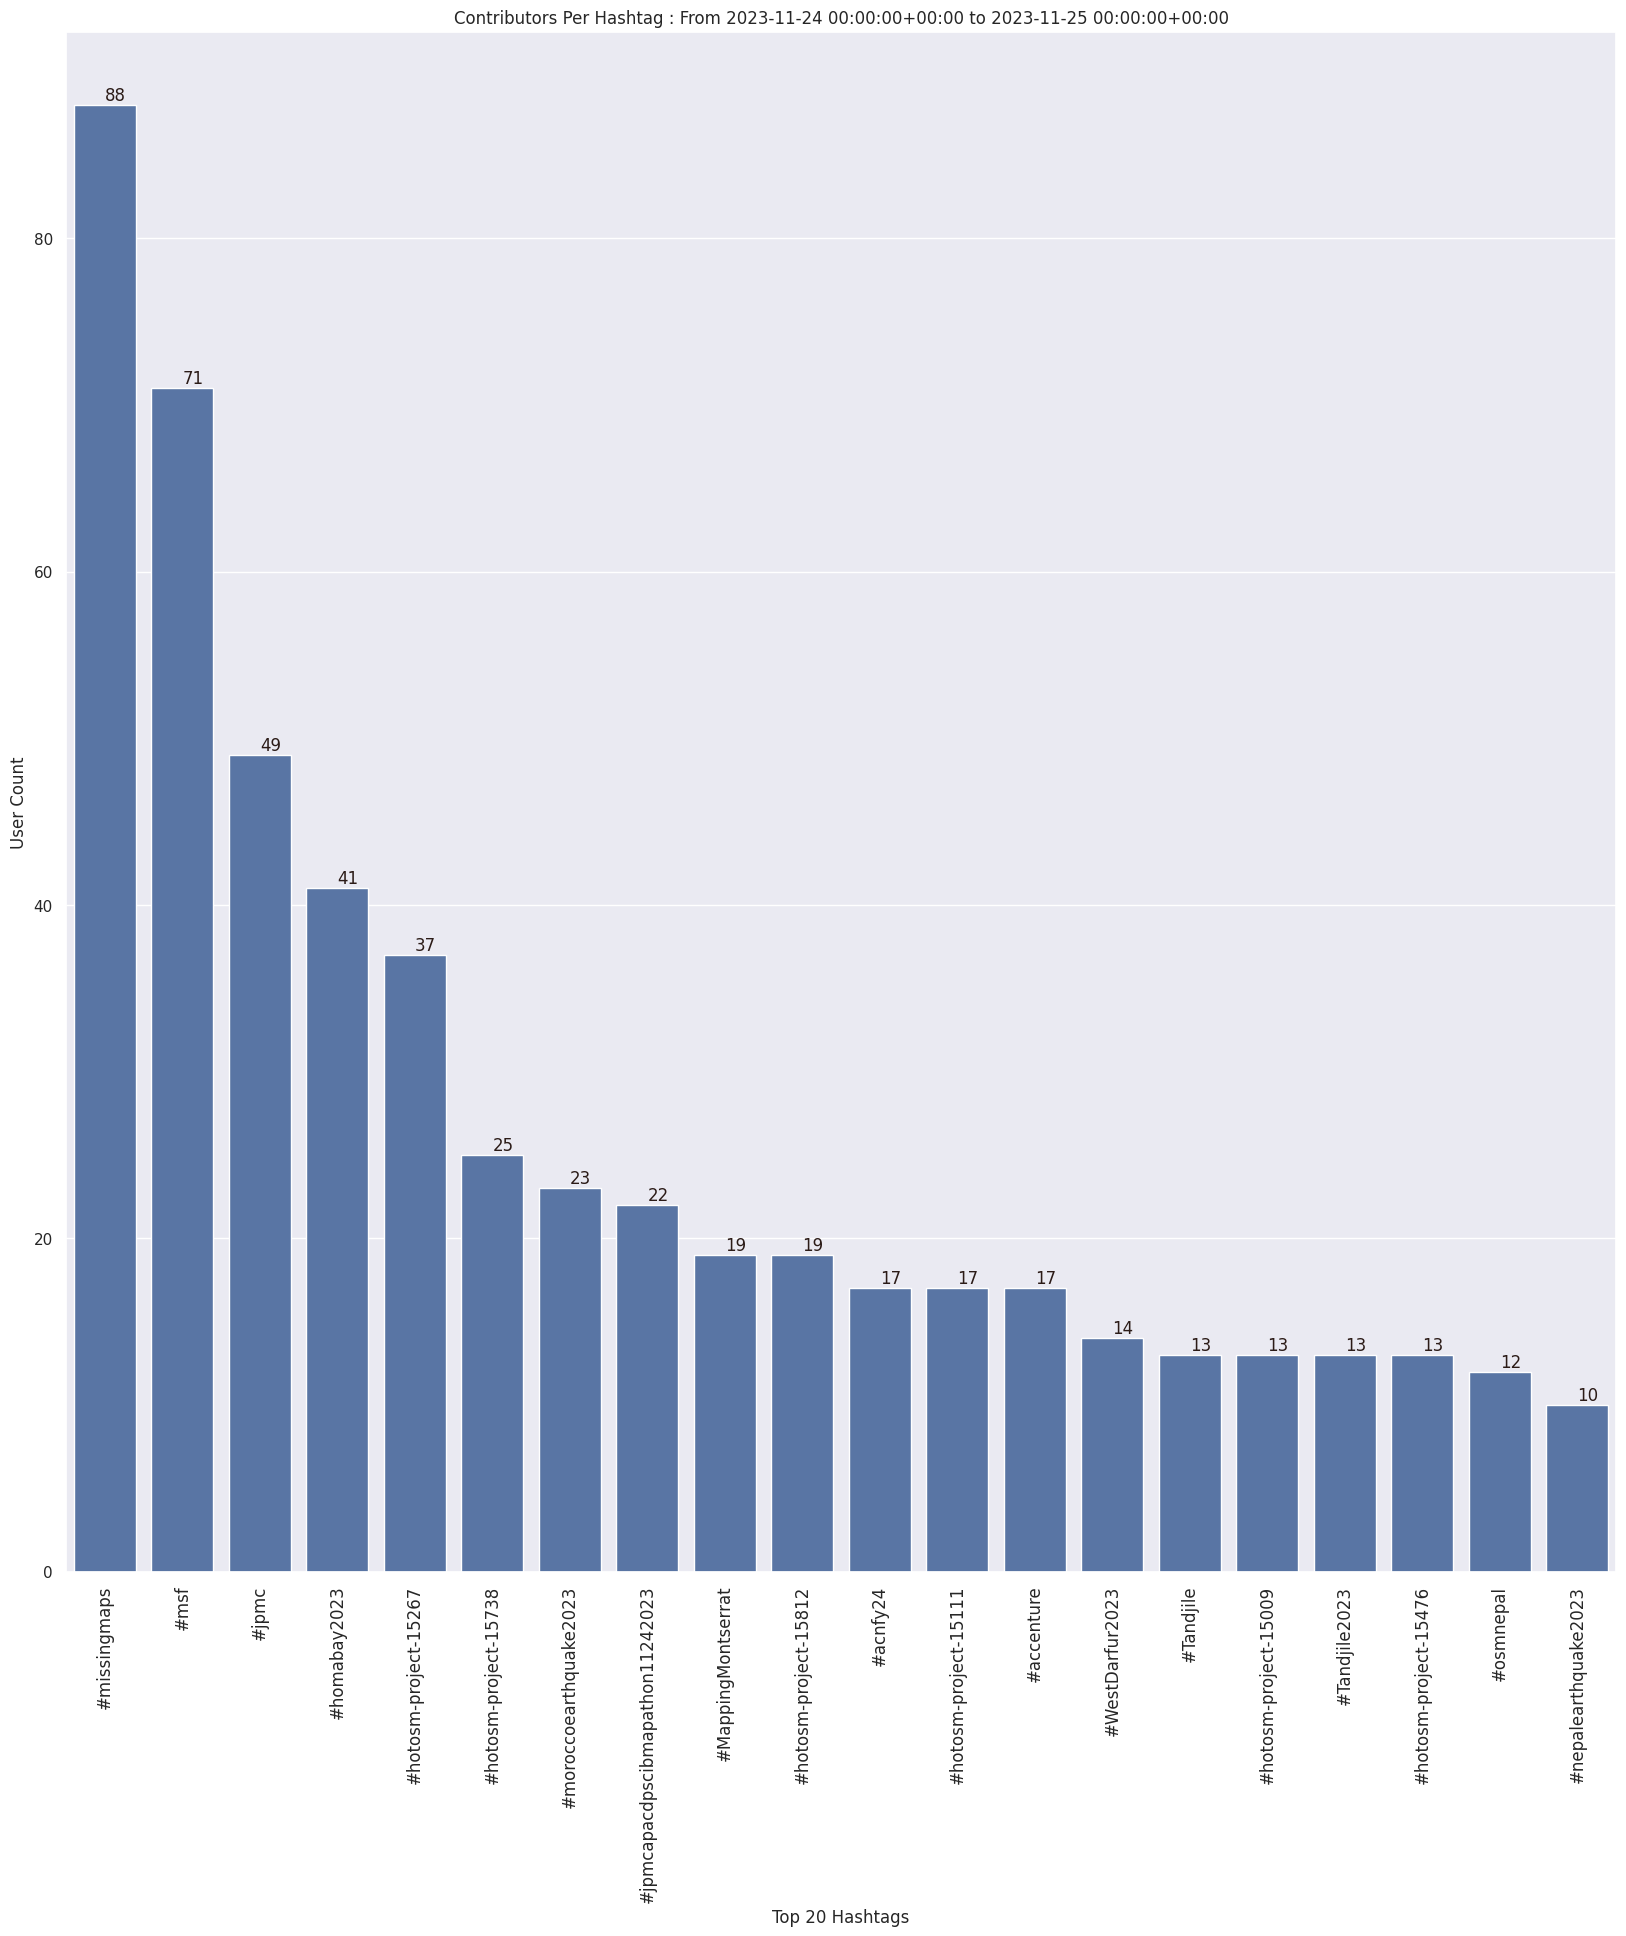 Contributors Per Hashtag : From 2023-11-24 00:00:00+00:00 to 2023-11-25 00:00:00+00:00
User Count
80
60
40
20
0
88
71
49
41
37
25
23
22
19
19
17
17
17
14
13
13
13
13
12
10
#missingmaps
#msf
#jpmc
#homabay2023
#hotosm-project-15267
#hotosm-project-15738
#moroccoearthquake2023
#jpmcapacdpscibmapathon11242023
#MappingMontserrat
#hotosm-project-15812
#acnfy24
#hotosm-project-15111
#accenture
#WestDarfur2023
#Tandjile
#hotosm-project-15009
#Tandjile2023
#hotosm-project-15476
#osmnepal
#nepalearthquake2023
Top 20 Hashtags